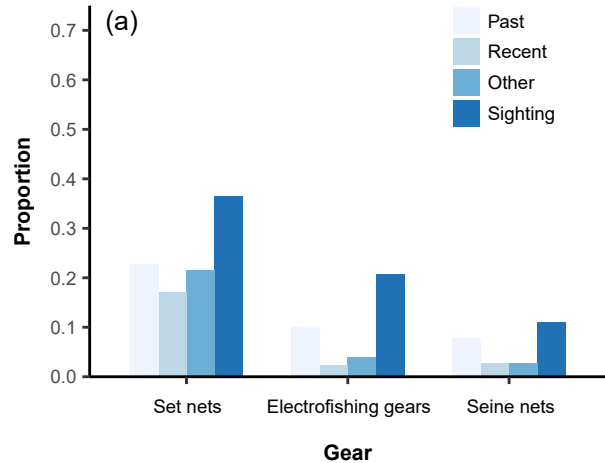 (a)
Past
Recent
Other
Sighting
Proportion
0.7
0.6
0.5
0.4
0.3
0.2
0.1
0.0
Set nets Electrofishing gears Seine nets
Gear